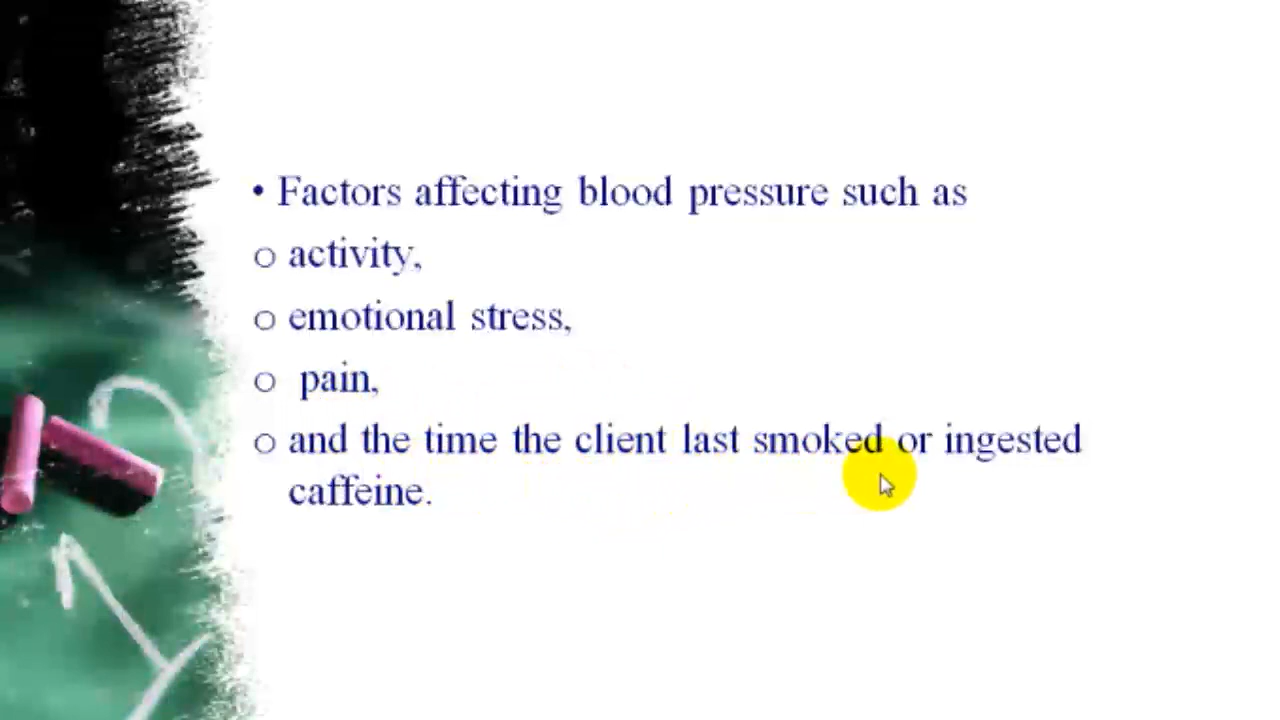 • Factors affecting blood pressure such as
o activity,
o emotional stress,
o pain,
o and the time the client last smoked or ingested
caffeine.